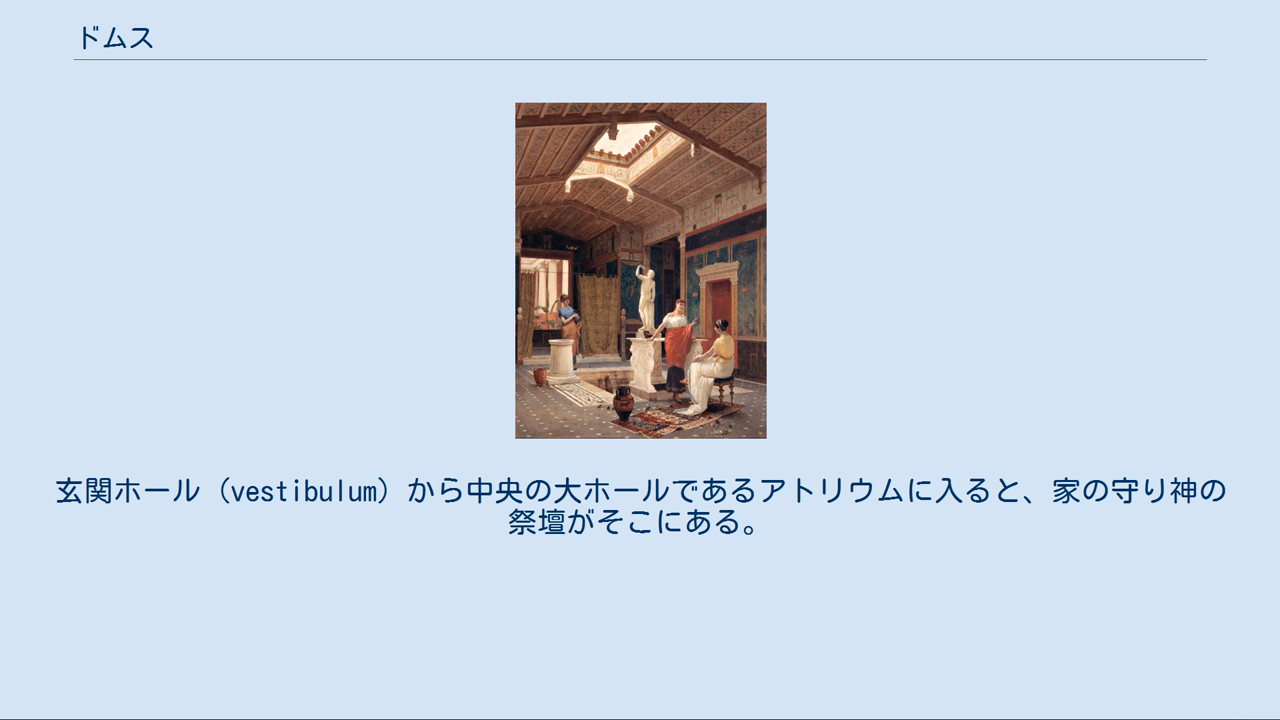 ドムス
玄関ホール（vestibulum）から中央の大ホールであるアトリウムに入ると、家の守り神の
祭壇がそこにある。